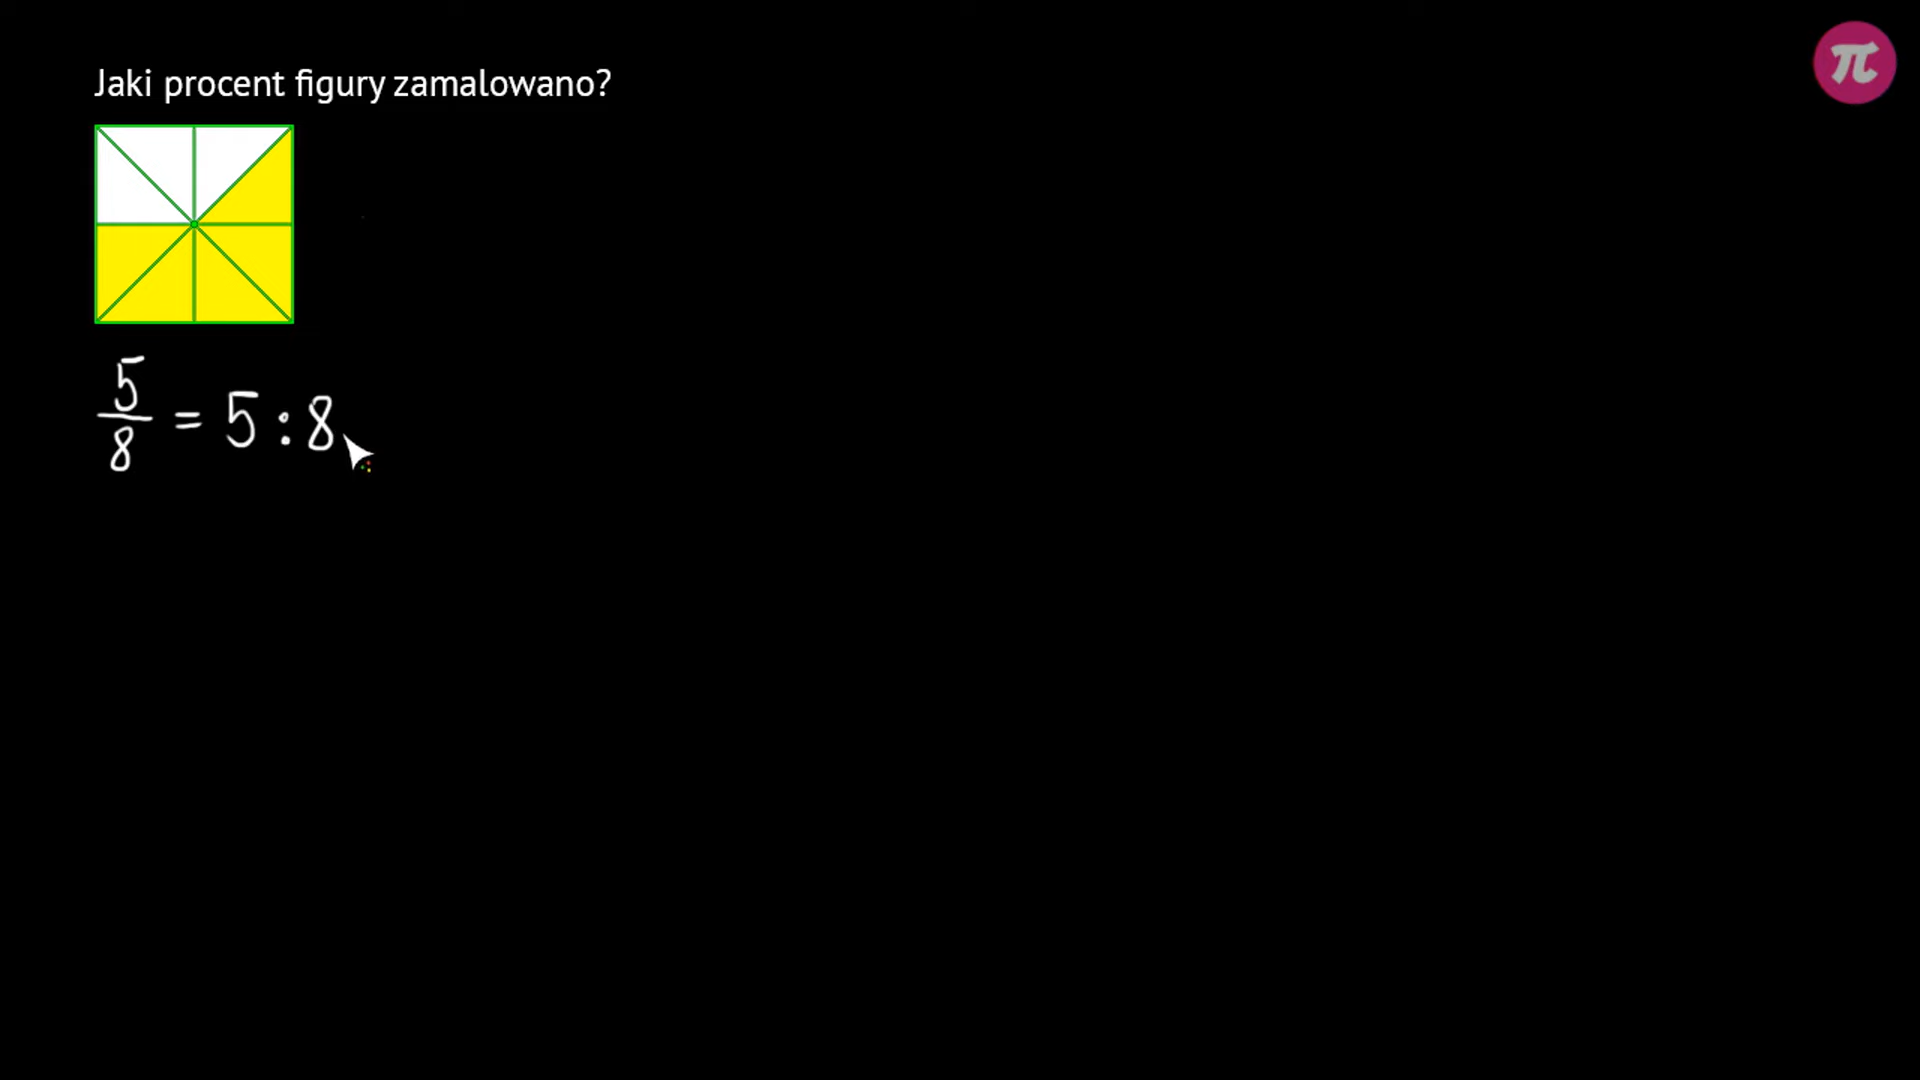 π
Jaki procent figury zamalowano?
5/8 = 5 : 8